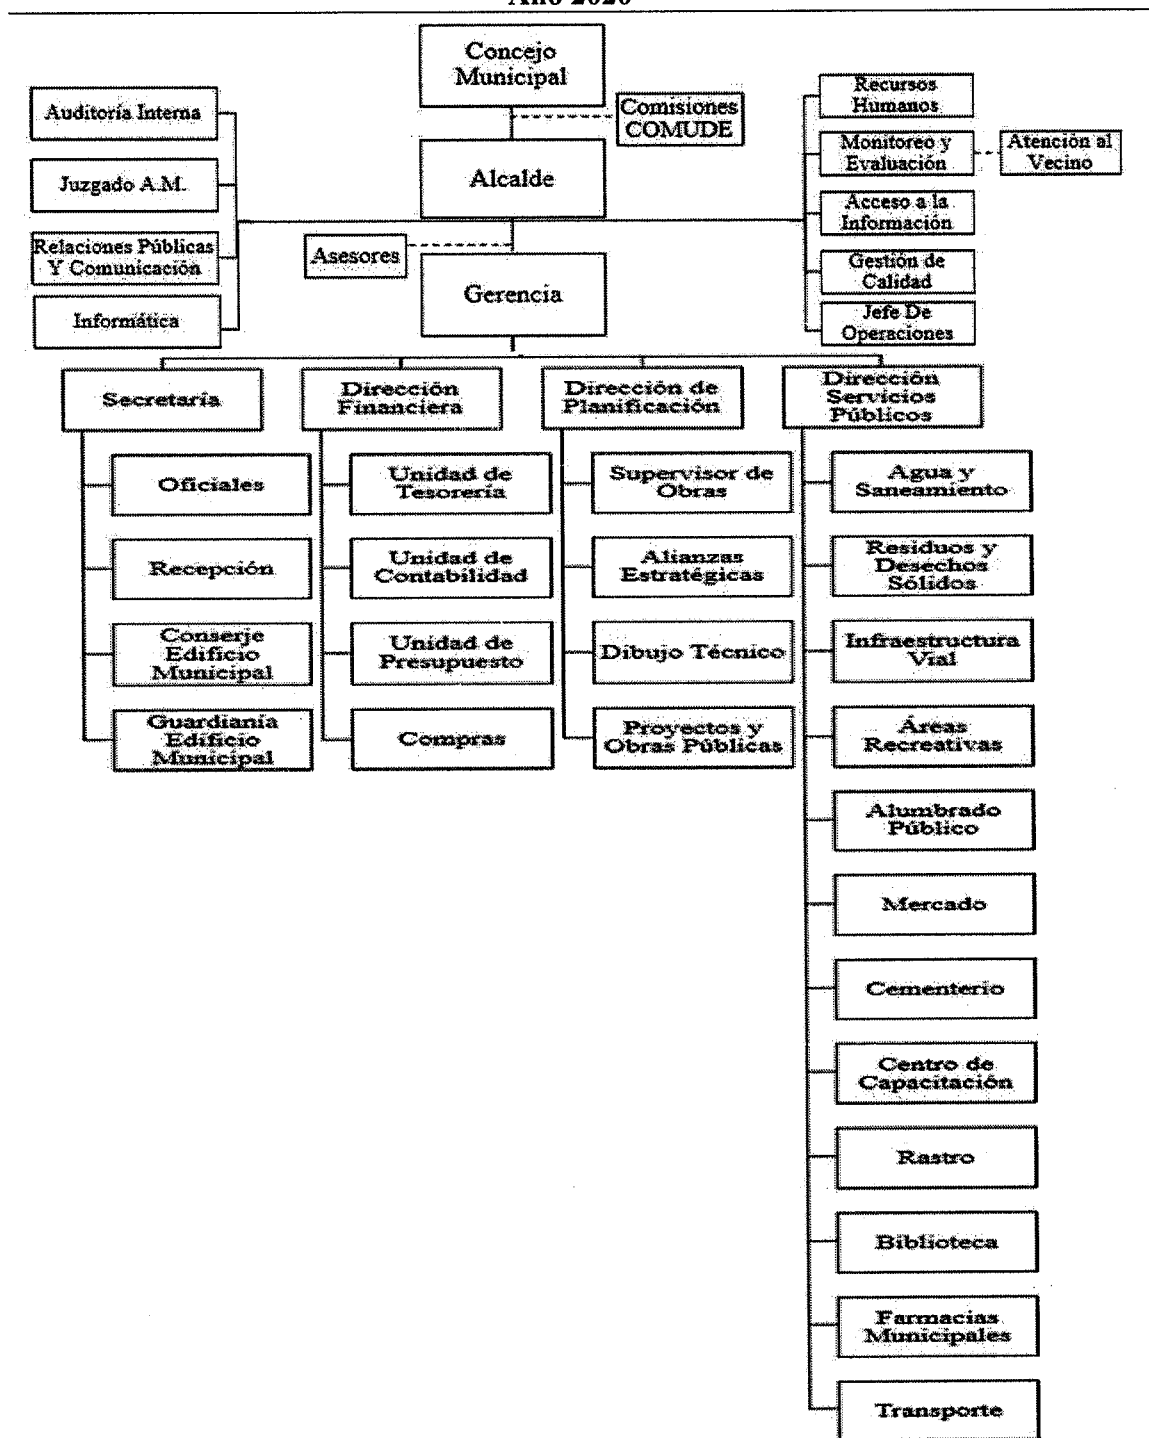 Año 2020
Concejo
Municipal
Comisiones
COMUDE
Alcalde
Auditoría Interna
Juzgado A.M.
Relaciones Públicas
Y Comunicación
Informática
Recursos
Humanos
Monitoreo y
Evaluación
Atención al
Vecino
Acceso a la
Información
Gestión de
Calidad
Jefe De
Operaciones
Asesores
Gerencia
Secretaría
Oficiales
Recepción
Conserje
Edificio
Municipal
Guardianía
Edificio
Municipal
Dirección
Financiera
Unidad de
Tesorería
Unidad de
Contabilidad
Unidad de
Presupuesto
Compras
Dirección de
Planificación
Supervisor de
Obras
Alianzas
Estratégicas
Dibujo Técnico
Proyectos y
Obras Públicas
Dirección
Servicios
Públicos
Agua y
Saneamiento
Residuos y
Desechos
Sólidos
Infraestructura
Vial
Áreas
Recreativas
Alumbrado
Público
Mercado
Cementerio
Centro de
Capacitación
Rastro
Biblioteca
Farmacias
Municipales
Transporte